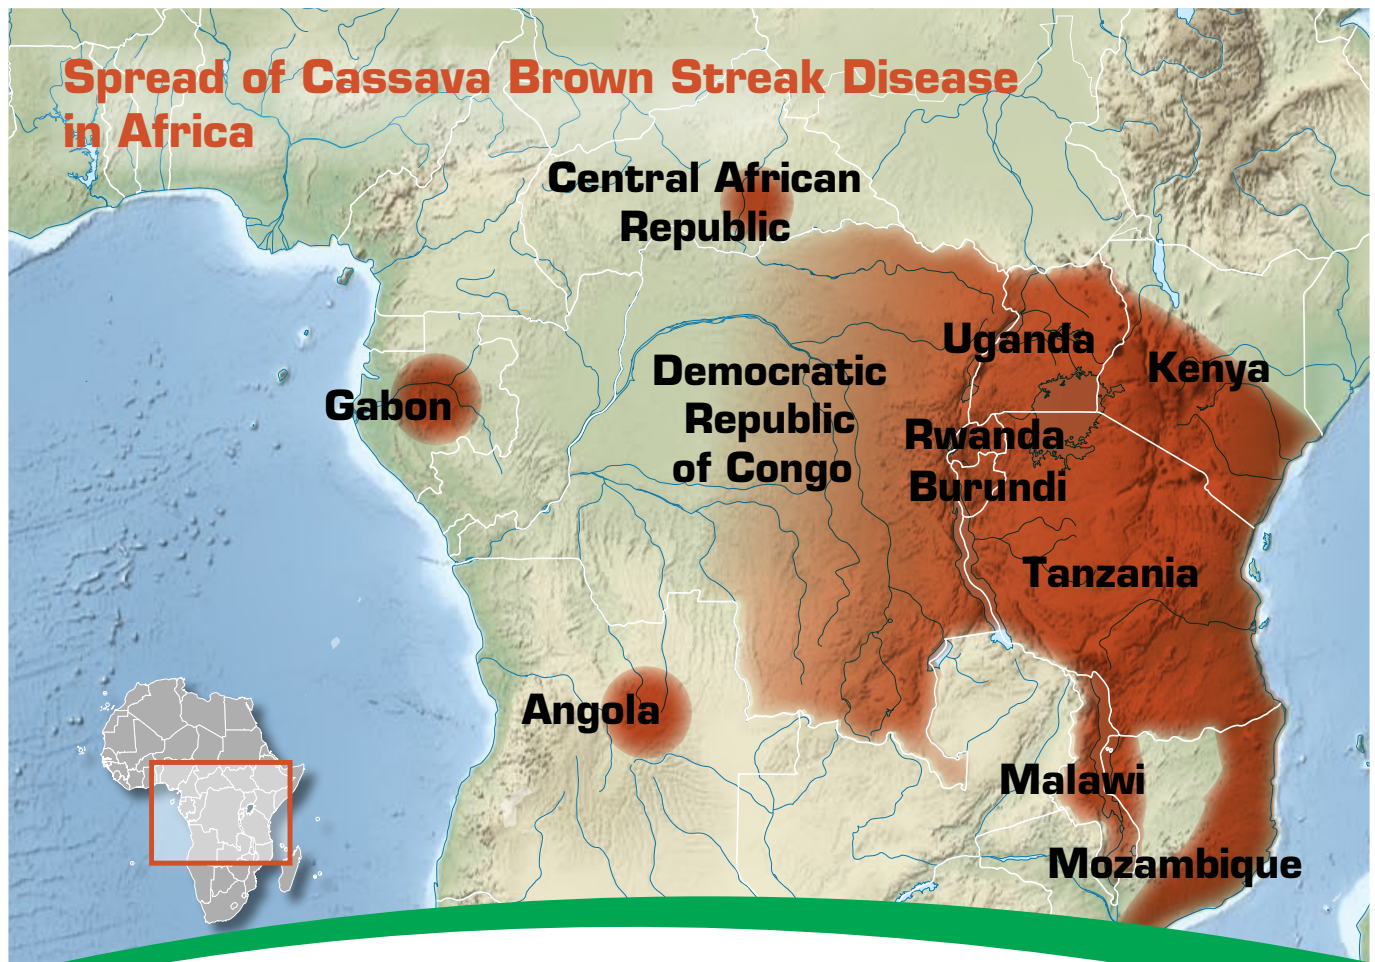 Spread of Cassava Brown Streak Disease
in Africa
Central African
Republic
Uganda
Kenya
Democratic
Republic
of Congo
Gabon
Rwanda
Burundi
Tanzania
Angola
Malawi
Mozambique